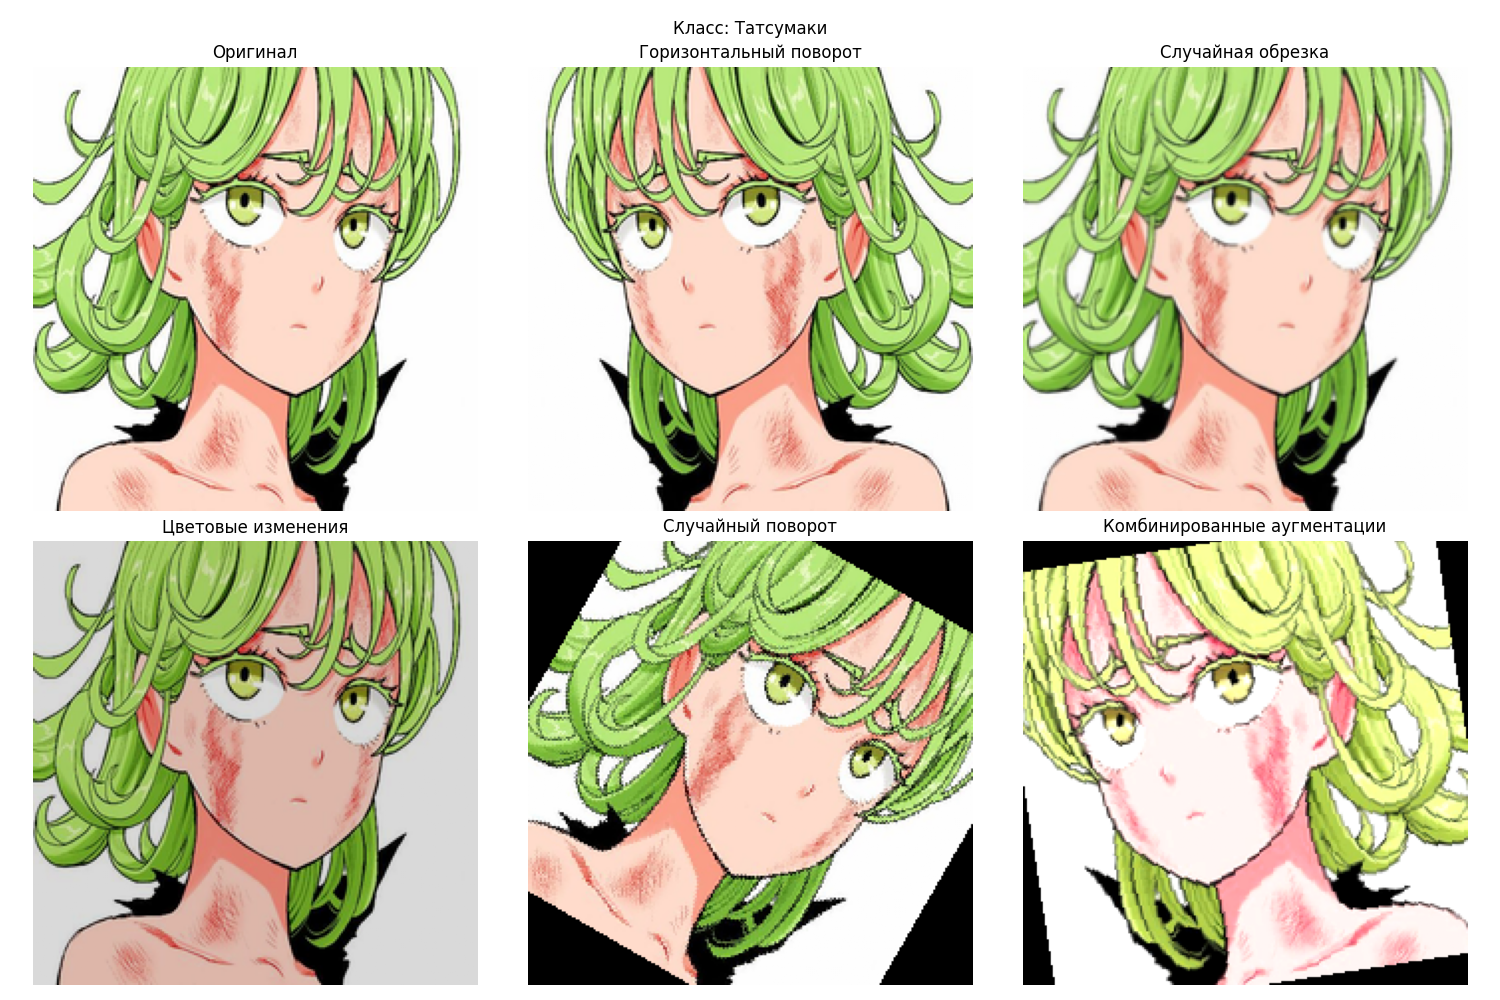 Класс: Татсумаки
Оригинал
Горизонтальный поворот
Случайная обрезка
Цветовые изменения
Случайный поворот
Комбинированные аугментации